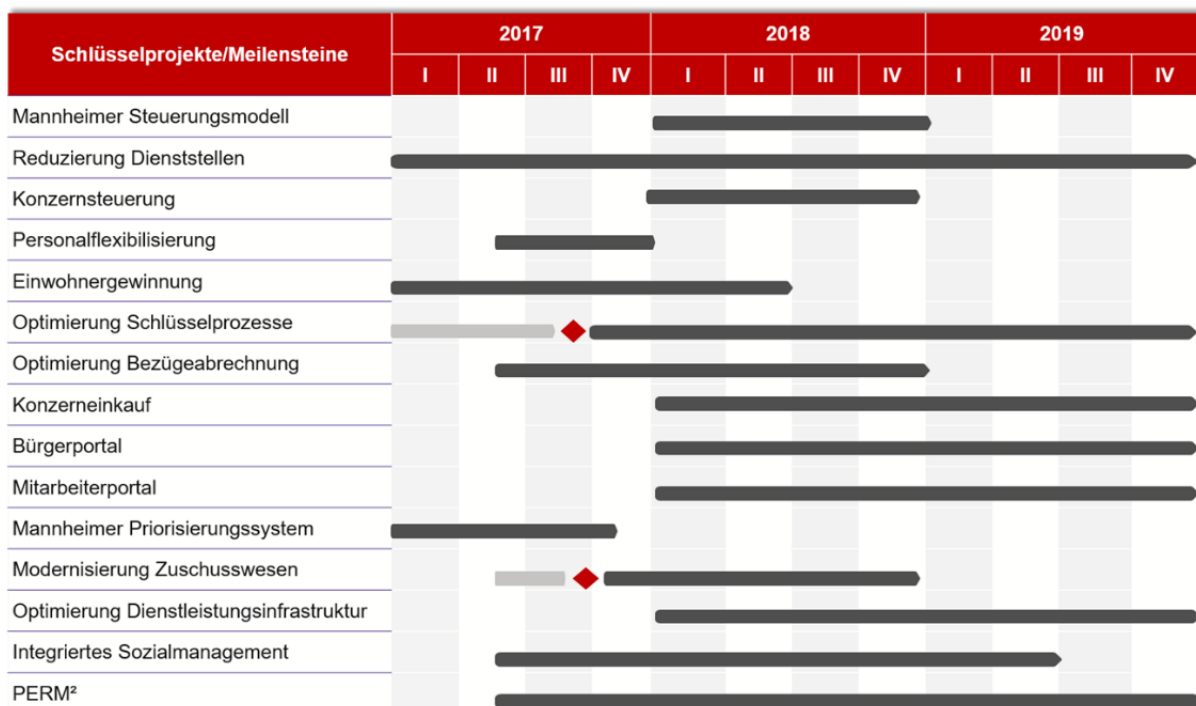 Schlüsselprojekte/Meilensteine
2017 2018 2019
I II III IV I II III IV I II III IV
Mannheimer Steuerungsmodell
Reduzierung Dienststellen
Konzernsteuerung
Personalflexibilisierung
Einwohnergewinnung
Optimierung Schlüsselprozesse
Optimierung Bezügeabrechnung
Konzerneinkauf
Bürgerportal
Mitarbeiterportal
Mannheimer Priorisierungssystem
Modernisierung Zuschusswesen
Optimierung Dienstleistungsinfrastruktur
Integriertes Sozialmanagement
PERM²